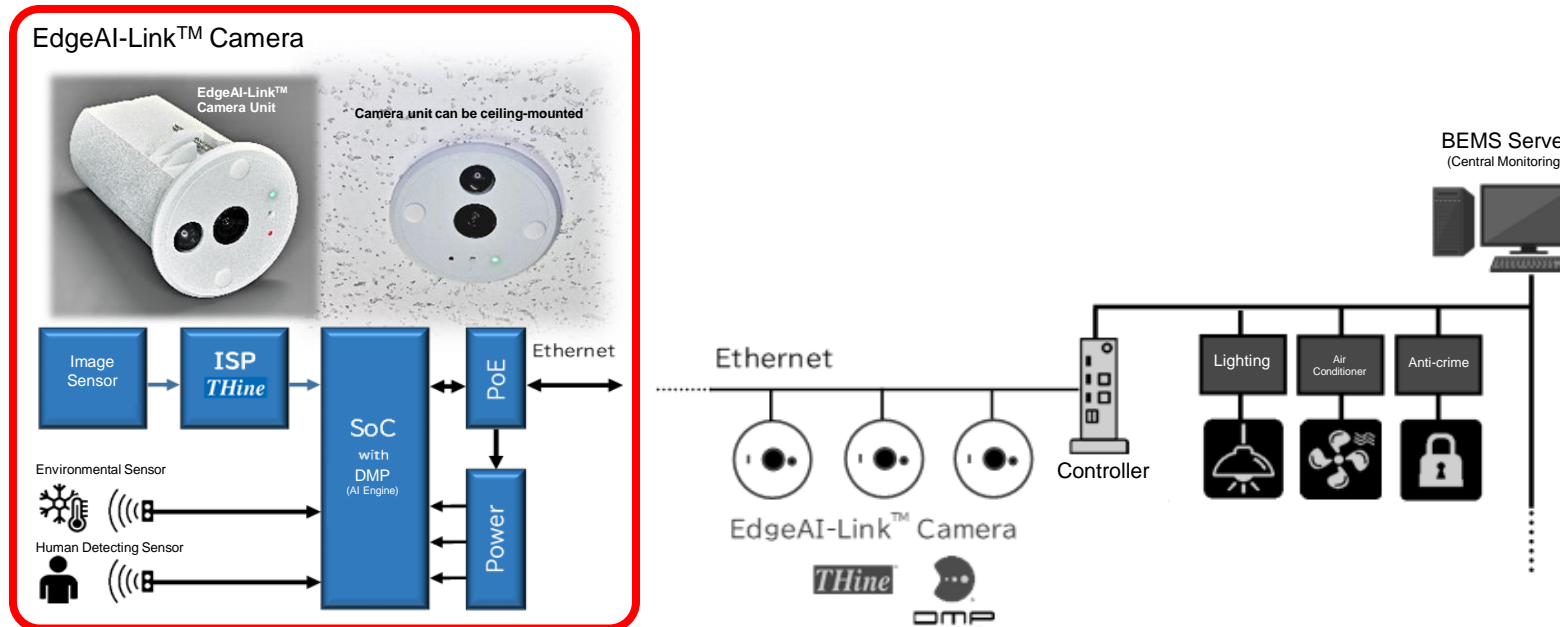 EdgeAI-Link™ Camera
EdgeAI-Link™
Camera Unit
Camera unit can be ceiling-mounted
Image
Sensor
ISP
THine
SoC
with
DMP
(AI Engine)
PoE
Ethernet
Power
Environmental Sensor
Human Detecting Sensor
Ethernet
EdgeAI-Link™ Camera
THine
DMP
Controller
BEMS Serve
(Central Monitoring
Lighting
Air
Conditioner
Anti-crime